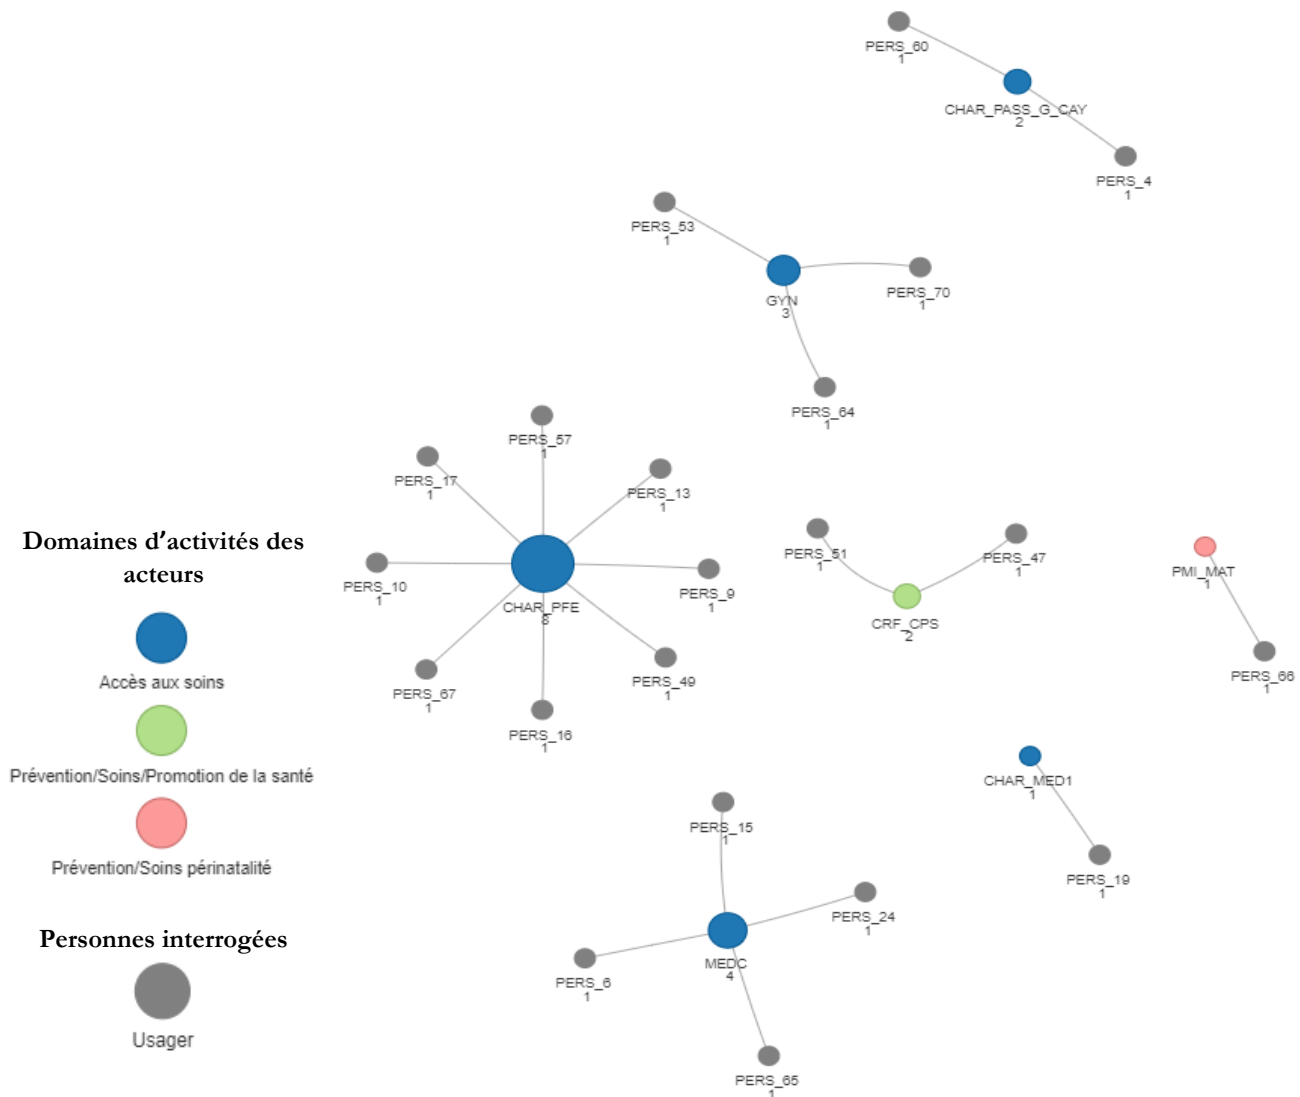 PERS_60
1
CHAR_PASS_G_CAY
2
PERS_4
1
PERS_53
1
GYN
3
PERS_70
1
PERS_64
1
PERS_57
1
PERS_17
1
PERS_13
1
PERS_10
1
CHAR_PFE
8
PERS_9
1
PERS_67
1
PERS_49
1
PERS_16
1
PERS_51
1
PERS_47
1
CRF_CPS
2
PMI_MAT
1
PERS_66
1
CHAR_MED1
1
PERS_19
1
PERS_15
1
PERS_24
1
MEDC
4
PERS_6
1
PERS_65
1
Domaines d’activités des
acteurs
Accès aux soins
Prévention/Soins/Promotion de la santé
Prévention/Soins périnatalité
Personnes interrogées
Usager